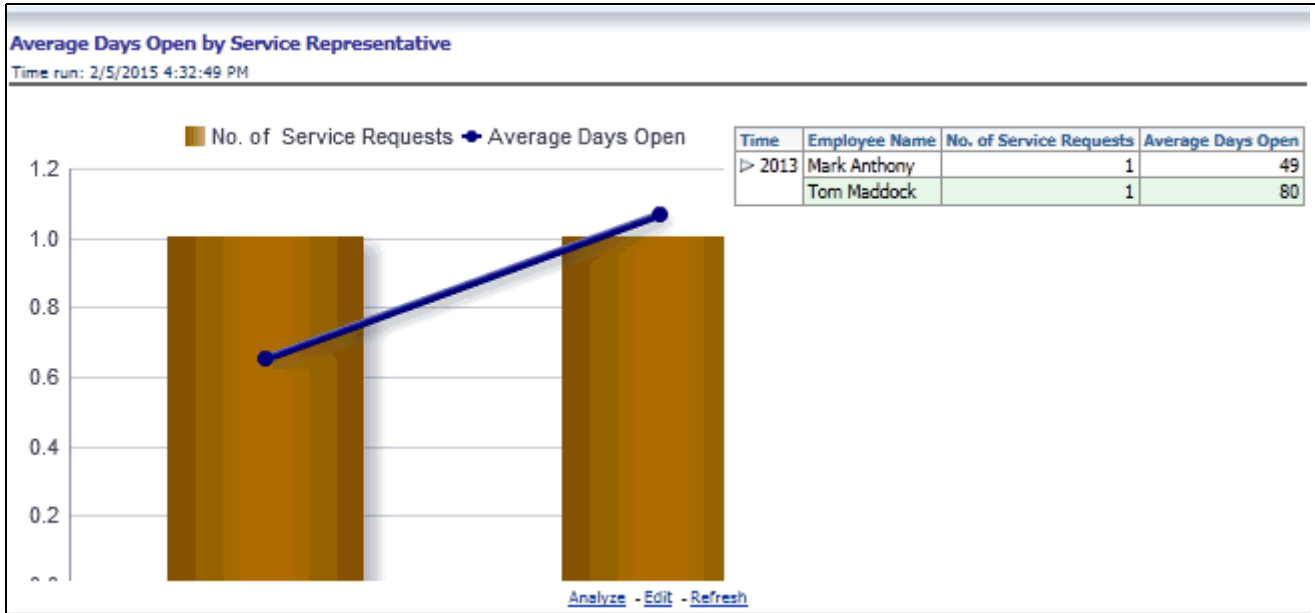 Average Days Open by Service Representative
Time run: 2/5/2015 4:32:49 PM
No. of Service Requests Average Days Open
1.2
1.0
0.8
0.6
0.4
0.2
Time Employee Name No. of Service Requests Average Days Open
2013 Mark Anthony 1 49
Tom Maddock 1 80
Analyze - Edit - Refresh